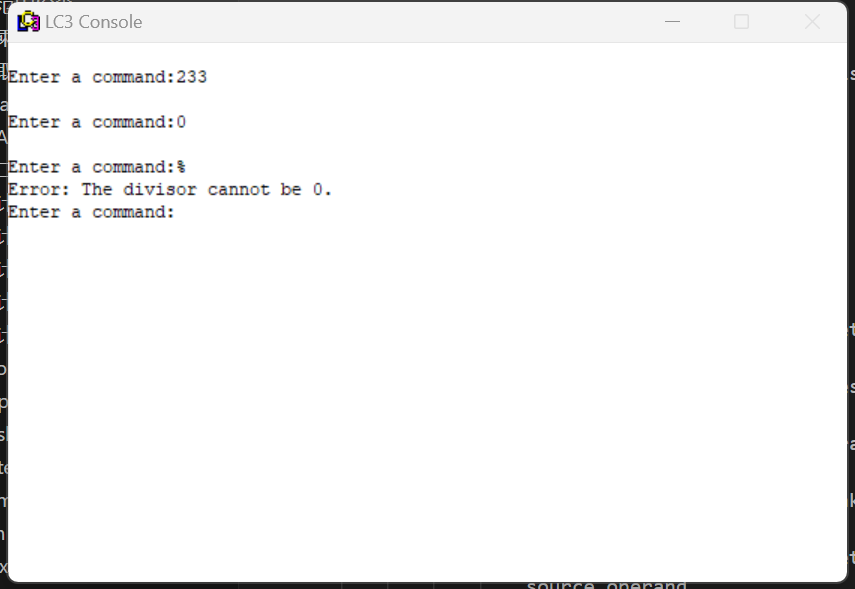 LC3 Console
Enter a command:233
Enter a command:0
Enter a command:%
Error: The divisor cannot be 0.
Enter a command:
source operand